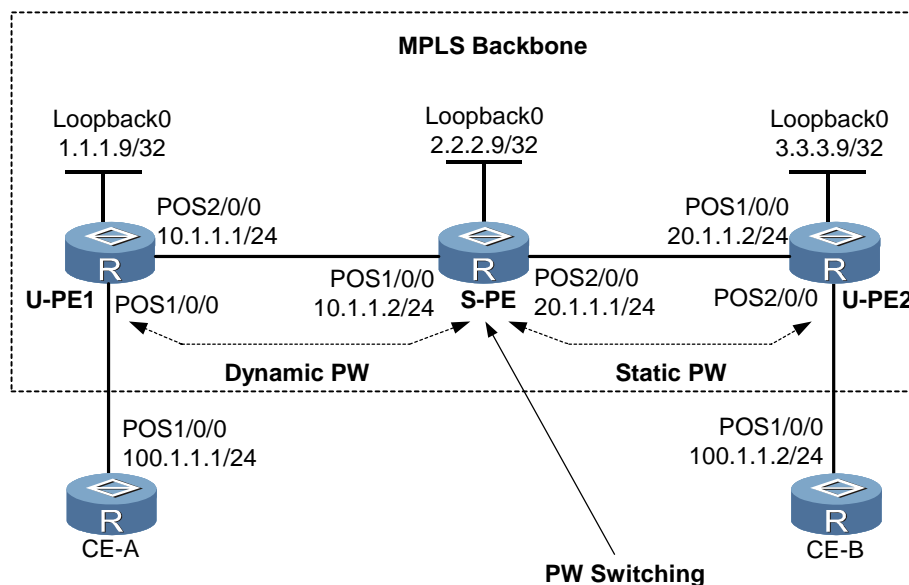 MPLS Backbone
Loopback0
1.1.1.9/32
Loopback0
2.2.2.9/32
Loopback0
3.3.3.9/32
POS2/0/0
10.1.1.1/24
POS1/0/0
20.1.1.2/24
R
R
R
U-PE1
POS1/0/0
POS1/0/0
10.1.1.2/24
S-PE
POS2/0/0
20.1.1.1/24
POS2/0/0
U-PE2
Dynamic PW
Static PW
POS1/0/0
100.1.1.1/24
POS1/0/0
100.1.1.2/24
R
R
CE-A
CE-B
PW Switching